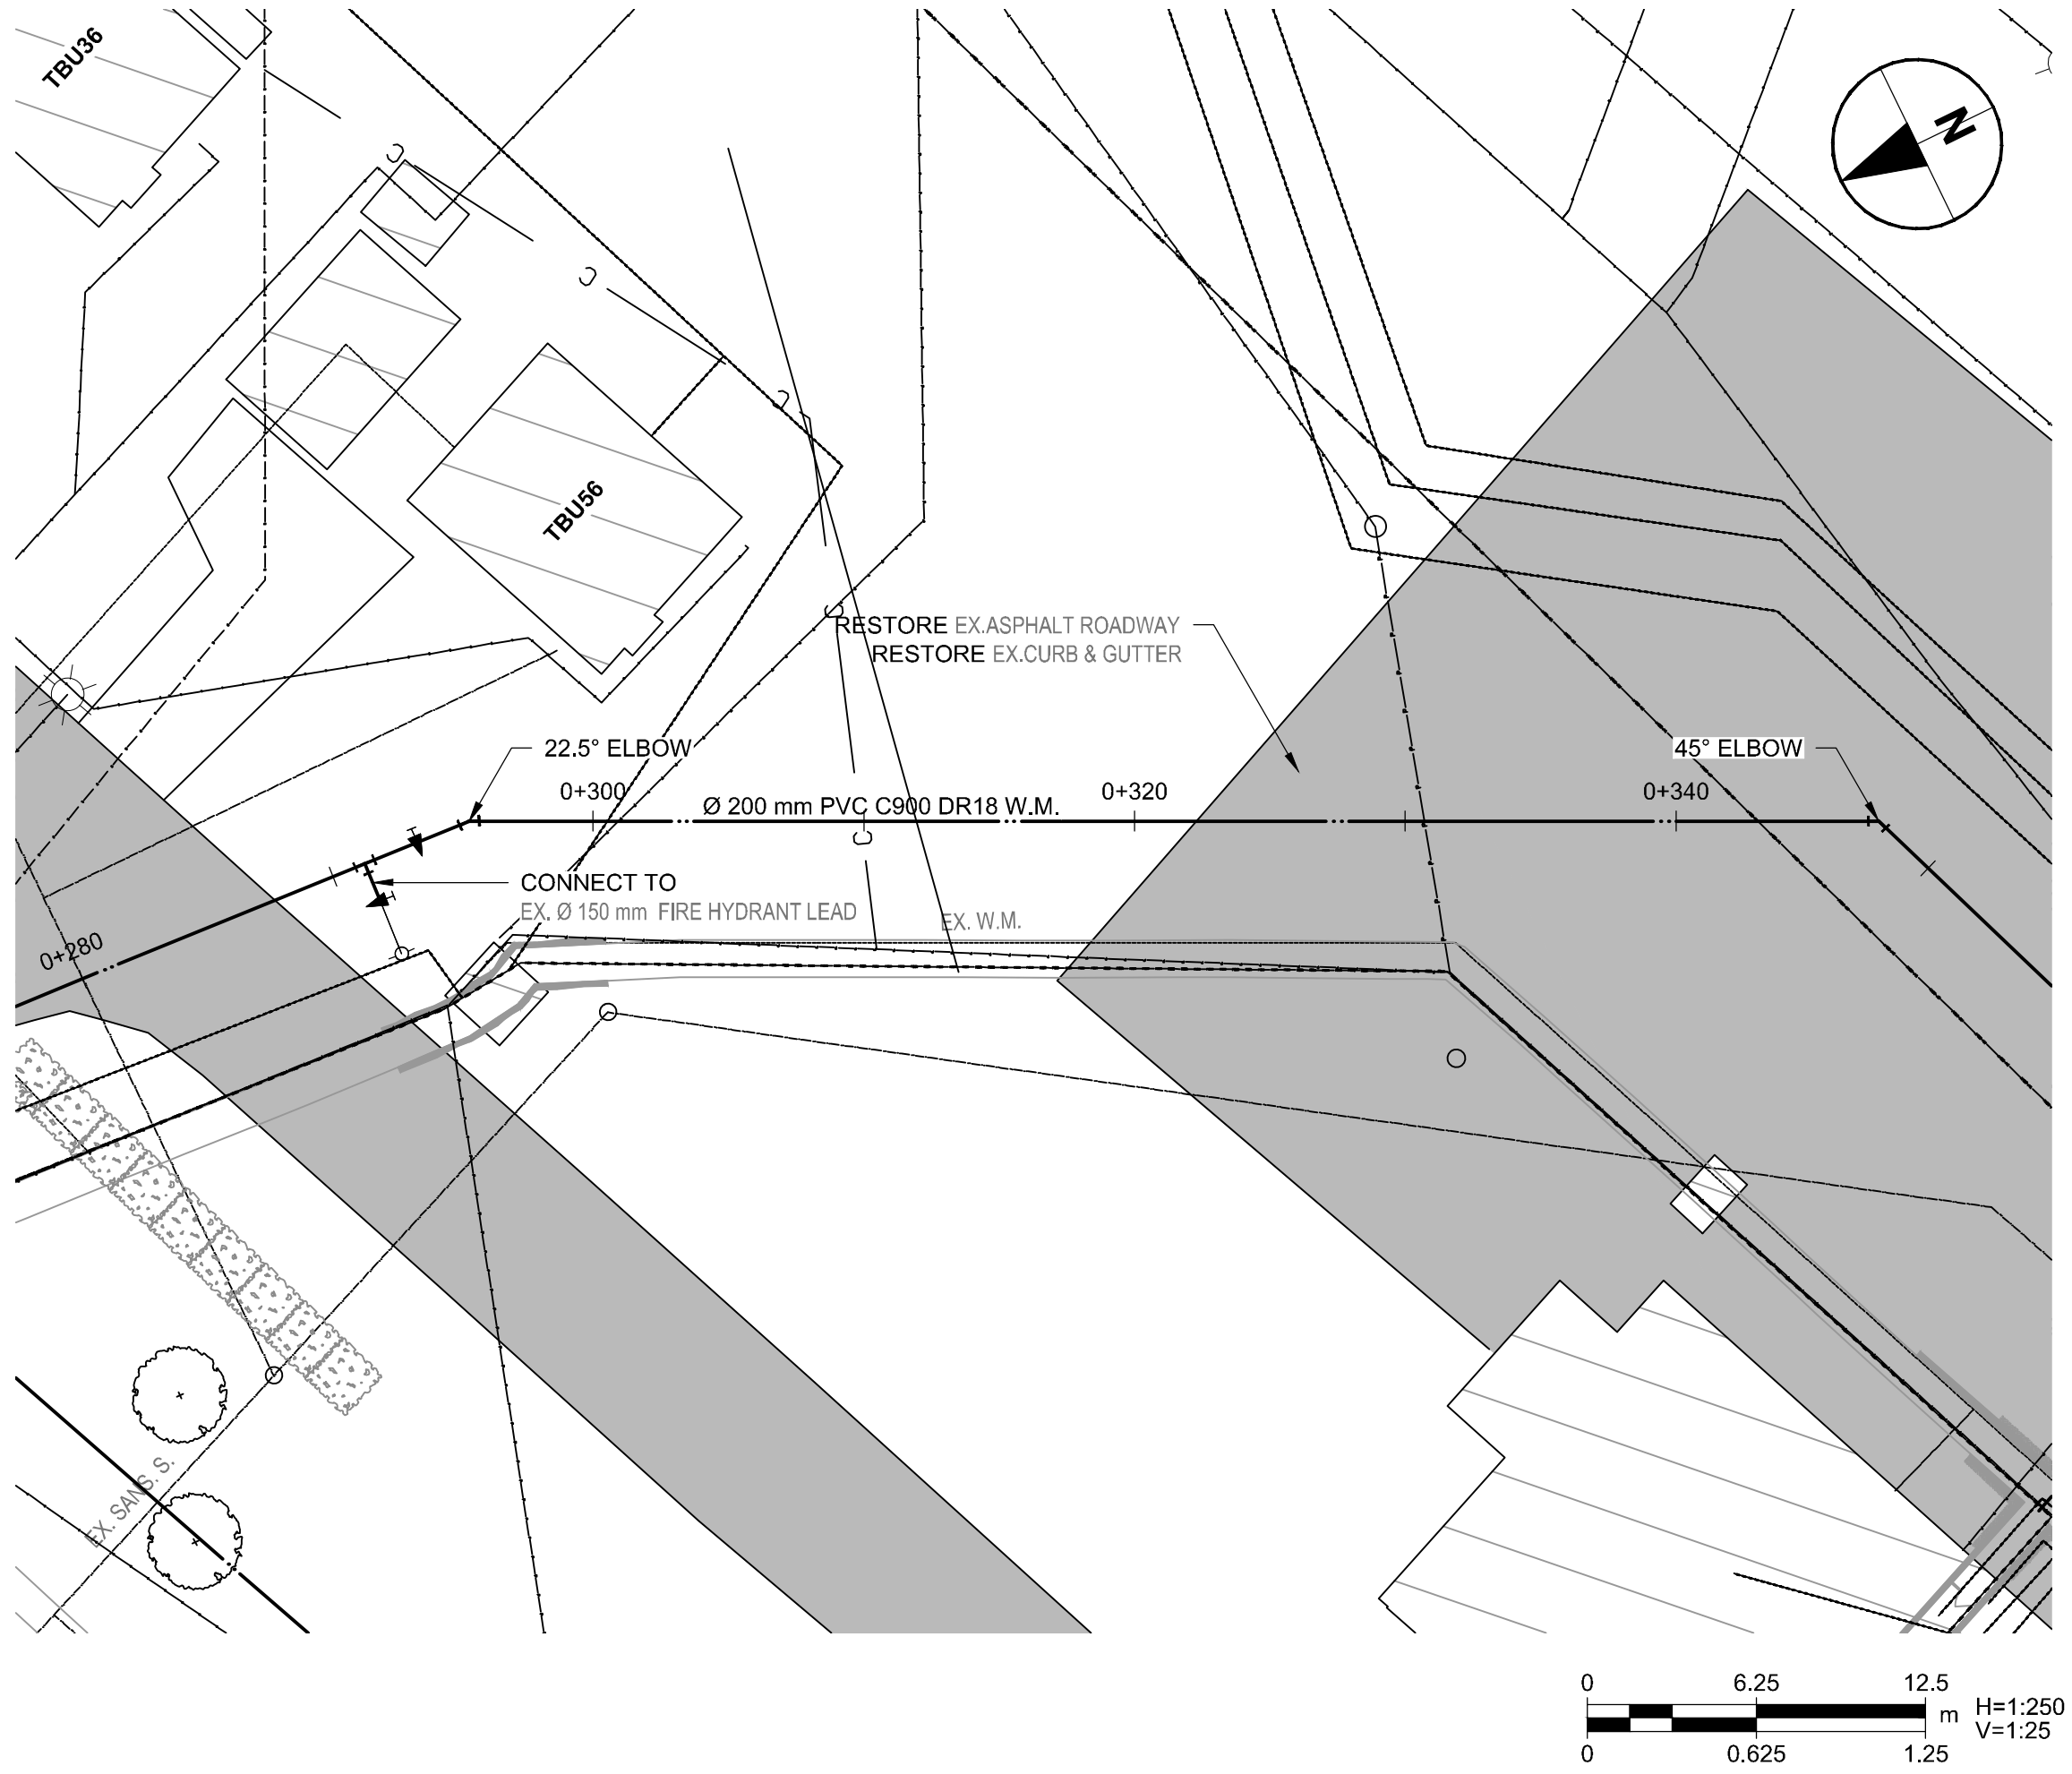 TBU36
N
TBU56
RESTORE EX.ASPHALT ROADWAY
RESTORE EX.CURB & GUTTER
22.5° ELBOW
45° ELBOW
0+300
0+320
0+340
Ø 200 mm PVC C900 DR18 W.M.
CONNECT TO
EX. Ø 150 mm FIRE HYDRANT LEAD
EX. W.M.
0+280
EX. SANS. S.
0 6.25 12.5
m H=1:250
V=1:25
0 0.625 1.25